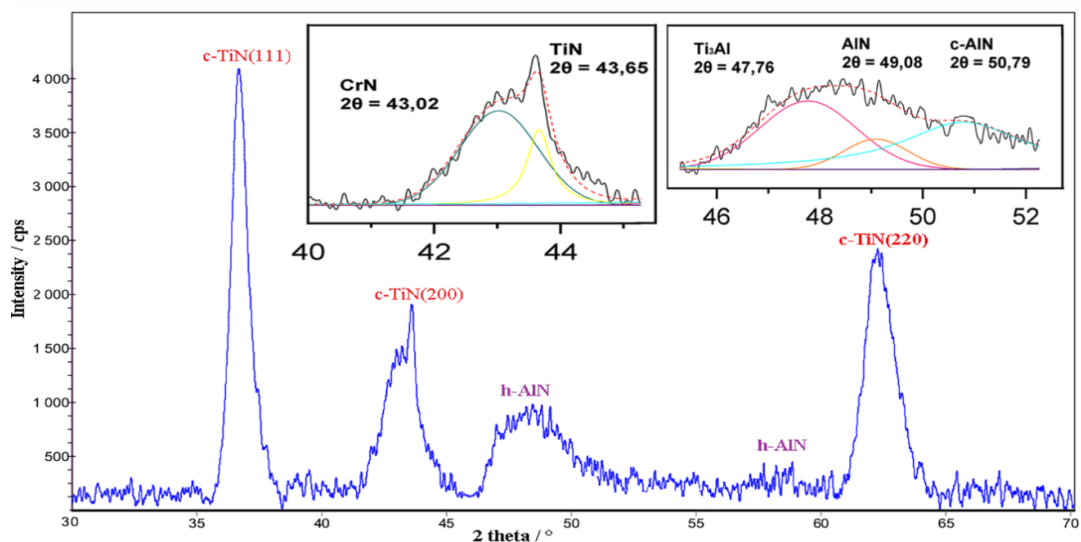 Intensity / cps
4 000
3 500
3 000
2 500
2 000
1 500
1 000
500
c-TiN(111)
c-TiN(200)
h-AlN
h-AlN
c-TiN(220)
CrN
2θ = 43,02
TiN
2θ = 43,65
40 42 44
Ti₃Al
2θ = 47,76
AlN
2θ = 49,08
c-AlN
2θ = 50,79
46 48 50 52
30 35 40 45 50 55 60 65 70
2 theta / °